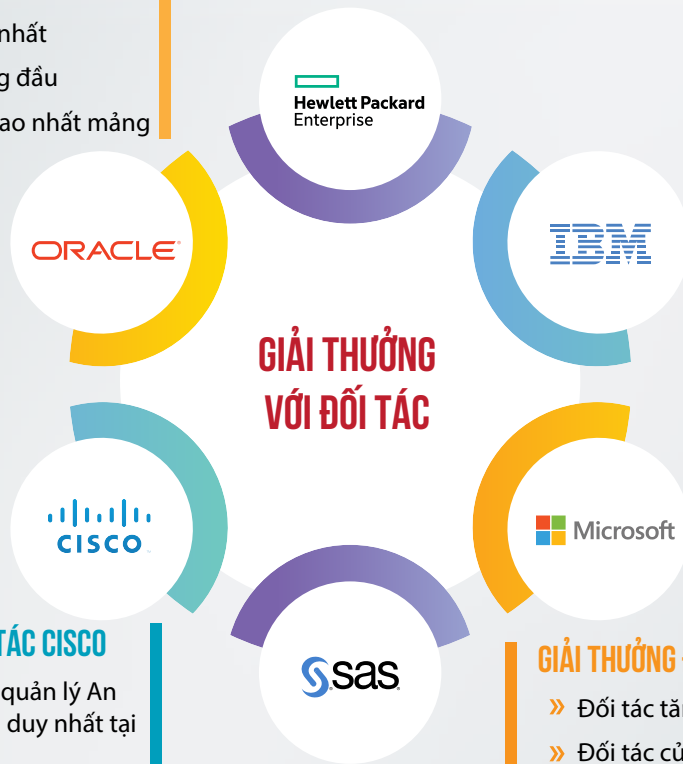 nhất
g đầu
ao nhất mảng
Hewlett Packard
Enterprise
ORACLE
IBM
GIẢI THƯỞNG
VỚI ĐỐI TÁC
CISCO
Microsoft
sas
TÁC CISCO
quản lý An
duy nhất tại
GIẢI THƯỞNG
» Đối tác tăn
» Đối tác củ